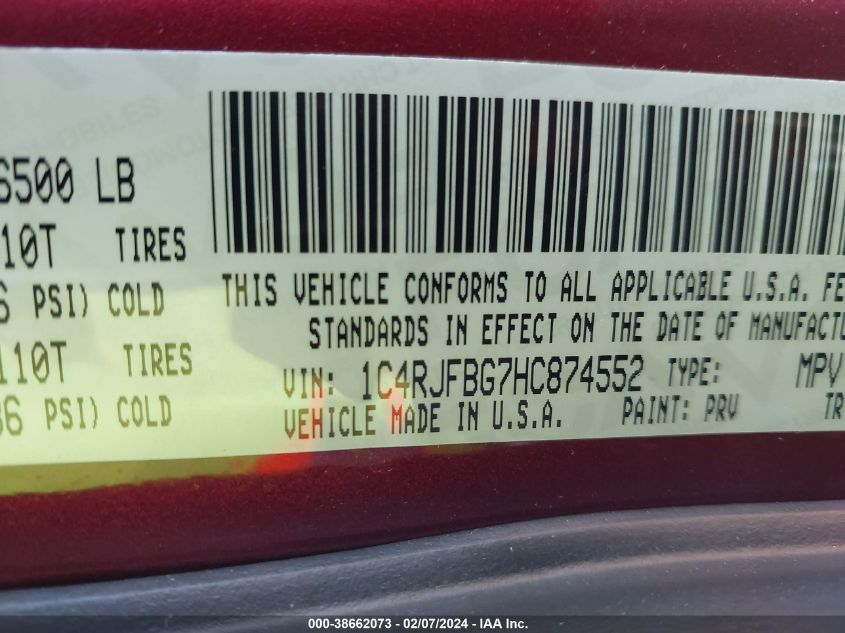 6500 LB
110T TIRES
6 PSI) COLD
THIS VEHICLE CONFORMS TO ALL APPLICABLE U.S.A. FE
STANDARDS IN EFFECT ON THE DATE OF MANUFACTU
110T TIRES
36 PSI) COLD
VIN: 1C4RJFBG7HC874552 TYPE: MPV
VEHICLE MADE IN U.S.A. PAINT: PRV TR
000-38662073 - 02/07/2024 - IAA Inc.